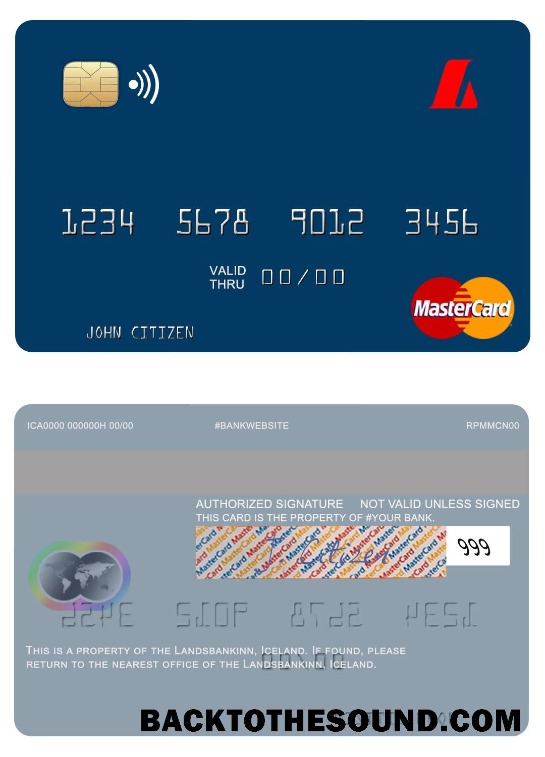 1234 5678 9012 3456
VALID
THRU 00/00
MasterCard
JOHN CITIZEN
ICA0000 000000H 00/00 #BANKWEBSITE RPMMCN00
AUTHORIZED SIGNATURE NOT VALID UNLESS SIGNED
THIS CARD IS THE PROPERTY OF #YOUR BANK.
999
THIS IS A PROPERTY OF THE LANDSBANKINN, ICELAND. IF FOUND, PLEASE
RETURN TO THE NEAREST OFFICE OF THE LANDSBANKINN, ICELAND.
BACKTOTHESOUND.COM